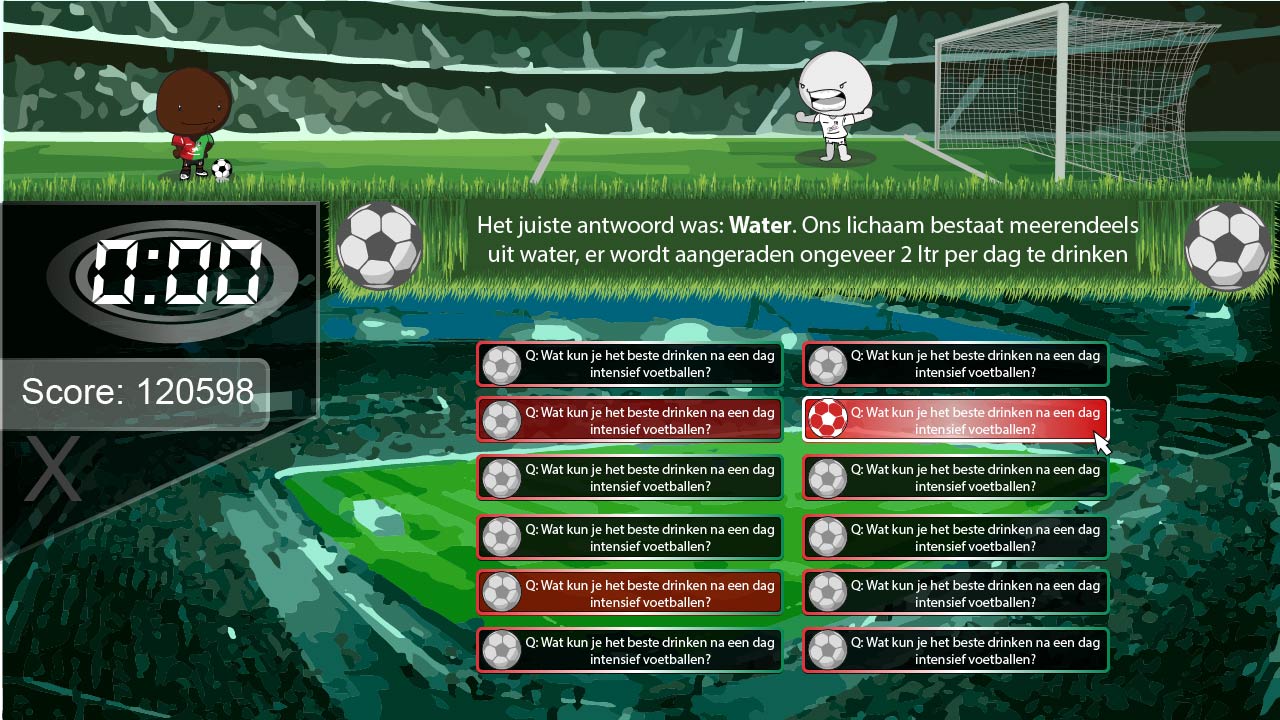 Het juiste antwoord was: Water. Ons lichaam bestaat meerendeels
uit water, er wordt aangeraden ongeveer 2 ltr per dag te drinken
0:00
Score: 120598
X
Q: Wat kun je het beste drinken na een dag
intensief voetballen?
Q: Wat kun je het beste drinken na een dag
intensief voetballen?
Q: Wat kun je het beste drinken na een dag
intensief voetballen?
Q: Wat kun je het beste drinken na een dag
intensief voetballen?
Q: Wat kun je het beste drinken na een dag
intensief voetballen?
Q: Wat kun je het beste drinken na een dag
intensief voetballen?
Q: Wat kun je het beste drinken na een dag
intensief voetballen?
Q: Wat kun je het beste drinken na een dag
intensief voetballen?
Q: Wat kun je het beste drinken na een dag
intensief voetballen?
Q: Wat kun je het beste drinken na een dag
intensief voetballen?
Q: Wat kun je het beste drinken na een dag
intensief voetballen?
Q: Wat kun je het beste drinken na een dag
intensief voetballen?